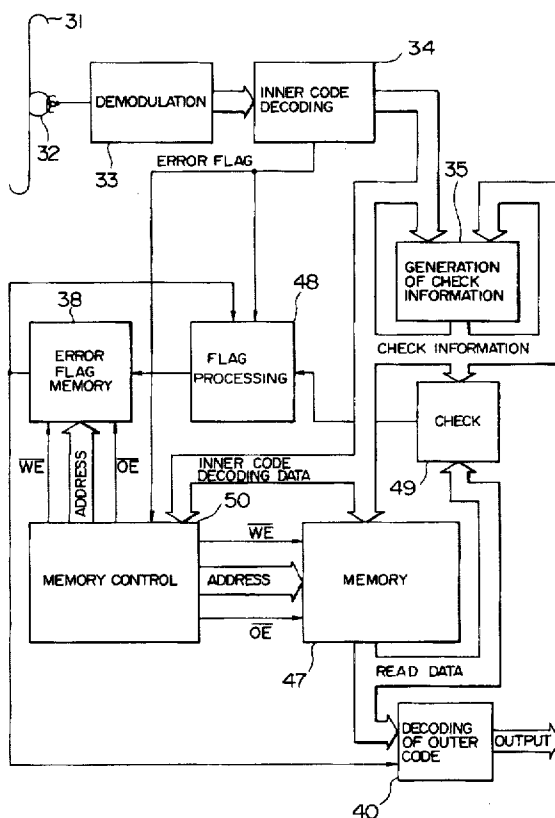 31
34
DEMODULATION
INNER CODE
DECODING
32
33
ERROR FLAG
35
GENERATION
OF CHECK
INFORMATION
38
48
CHECK INFORMATION
ERROR
FLAG
MEMORY
FLAG
PROCESSING
CHECK
WE
ADDRESS
OE
INNER CODE
DECODING DATA
49
50
WE
MEMORY CONTROL
ADDRESS
MEMORY
OE
47
READ DATA
DECODING
OF OUTER
CODE
OUTPUT
40